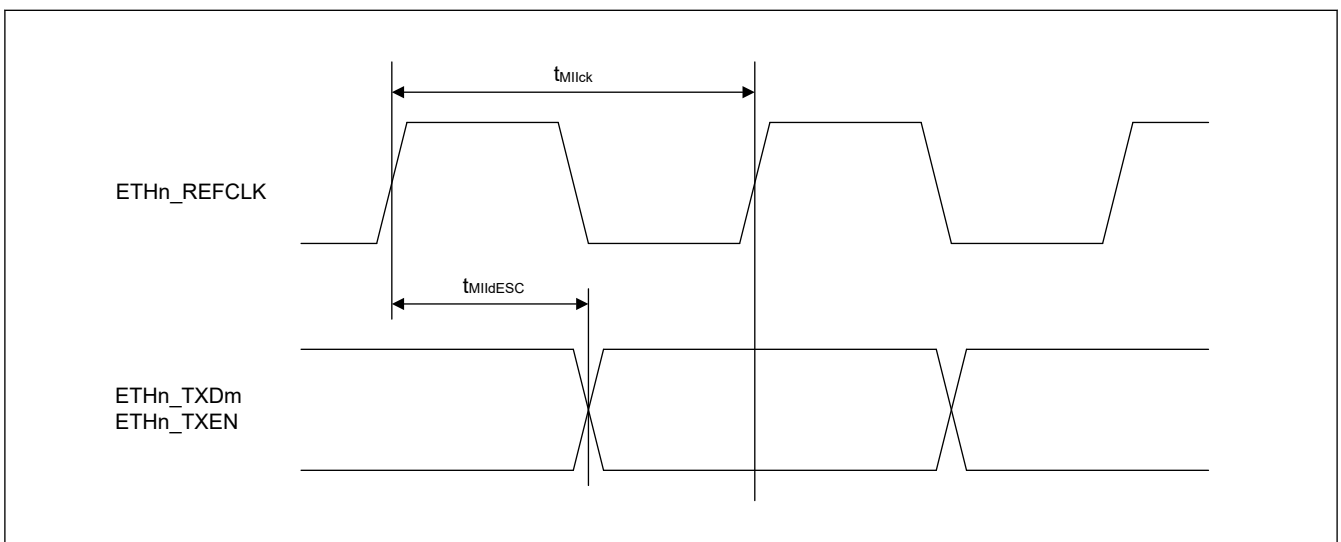 tMIIck
ETHn_REFCLK
tMIIdESC
ETHn_TXDm
ETHn_TXEN